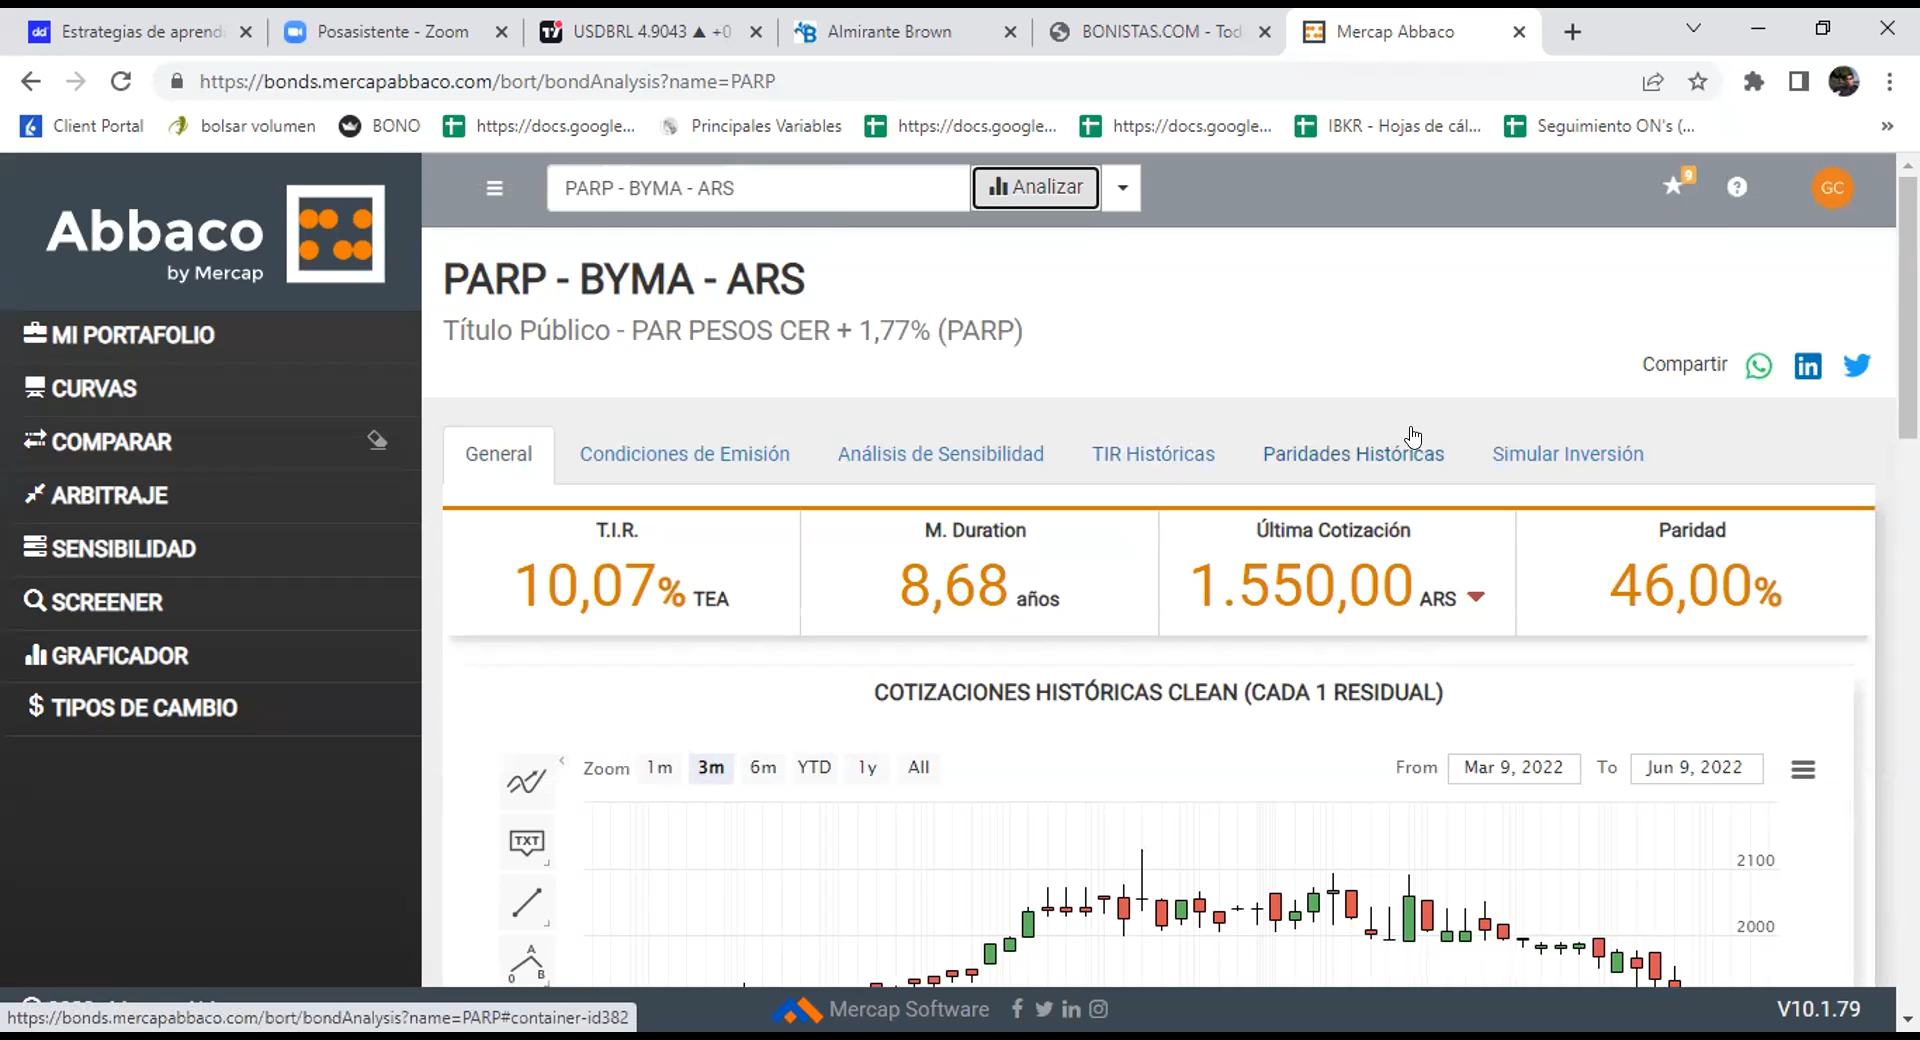 Estrategias de aprend
Posasistente - Zoom
USDBRL 4.9043 ▲ +0
Almirante Brown
BONISTAS.COM - Tod
Mercap Abbaco
https://bonds.mercapabbaco.com/bort/bondAnalysis?name=PARP
Client Portal
bolsar volumen
BONO
https://docs.google...
Principales Variables
https://docs.google...
https://docs.google...
IBKR - Hojas de cál...
Seguimiento ON's (...
»
Abbaco
by Mercap
PARP - BYMA - ARS
Analizar
9
GC
PARP - BYMA - ARS
Título Público - PAR PESOS CER + 1,77% (PARP)
Compartir
MI PORTAFOLIO
CURVAS
COMPARAR
ARBITRAJE
SENSIBILIDAD
SCREENER
GRAFICADOR
$ TIPOS DE CAMBIO
General
Condiciones de Emisión
Análisis de Sensibilidad
TIR Históricas
Paridades Históricas
Simular Inversión
T.I.R.
10,07% TEA
M. Duration
8,68 años
Última Cotización
1.550,00 ARS
Paridad
46,00%
COTIZACIONES HISTÓRICAS CLEAN (CADA 1 RESIDUAL)
Zoom 1m 3m 6m YTD 1y All
From Mar 9, 2022 To Jun 9, 2022
TXT
A
0 B
2100
2000
https://bonds.mercapabbaco.com/bort/bondAnalysis?name=PARP#container-id382
Mercap Software
V10.1.79